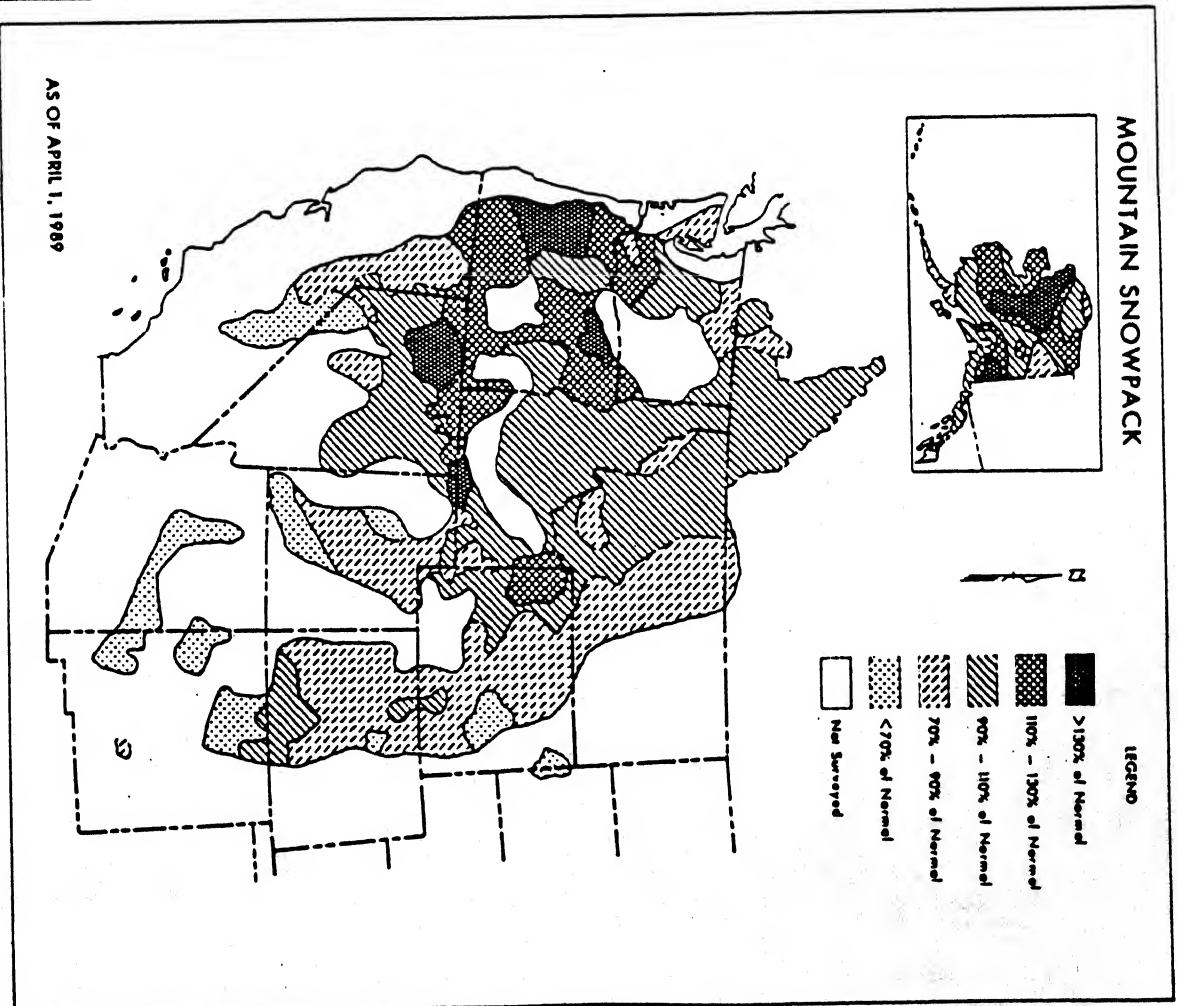 MOUNTAIN SNOWPACK
LEGEND
>130% of Normal
110% - 130% of Normal
90% - 110% of Normal
70% - 90% of Normal
<70% of Normal
Not Surveyed
AS OF APRIL 1, 1989